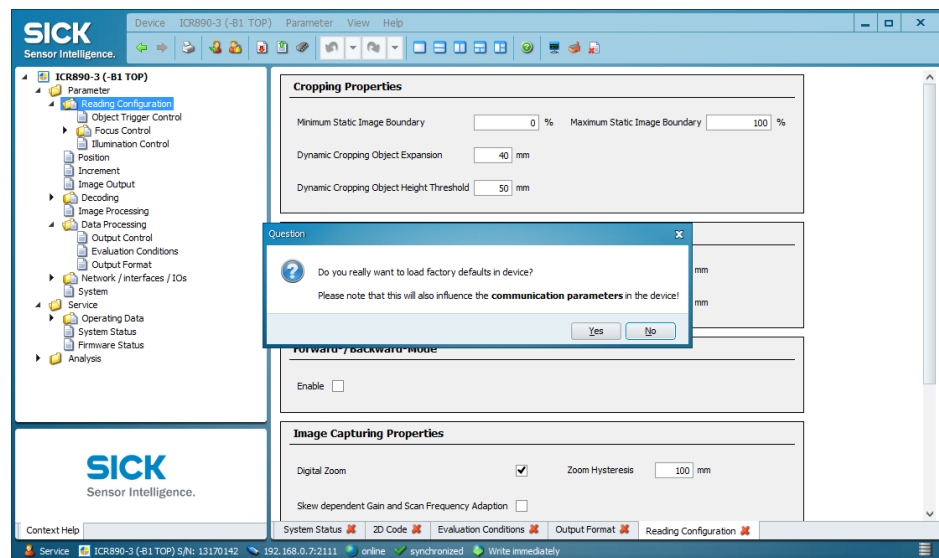 SICK
Sensor Intelligence.
Device ICR890-3 (-B1 TOP) Parameter View Help
ICR890-3 (-B1 TOP)
Parameter
Reading Configuration
Object Trigger Control
Focus Control
Illumination Control
Position
Increment
Image Output
Decoding
Image Processing
Data Processing
Output Control
Evaluation Conditions
Output Format
Network / interfaces / IOs
System
Service
Operating Data
System Status
Firmware Status
Analysis
SICK
Sensor Intelligence.
Context Help
Cropping Properties
Minimum Static Image Boundary 0 % Maximum Static Image Boundary 100 %
Dynamic Cropping Object Expansion 40 mm
Dynamic Cropping Object Height Threshold 50 mm
Question
Do you really want to load factory defaults in device?
Please note that this will also influence the communication parameters in the device!
Yes No
mm
mm
Forward-/Backward-Mode
Enable
Image Capturing Properties
Digital Zoom Zoom Hysteresis 100 mm
Skew dependent Gain and Scan Frequency Adaption
System Status 2D Code Evaluation Conditions Output Format Reading Configuration
Service ICR890-3 (-B1 TOP) S/N: 13170142 192.168.0.7:2111 online synchronized Write immediately